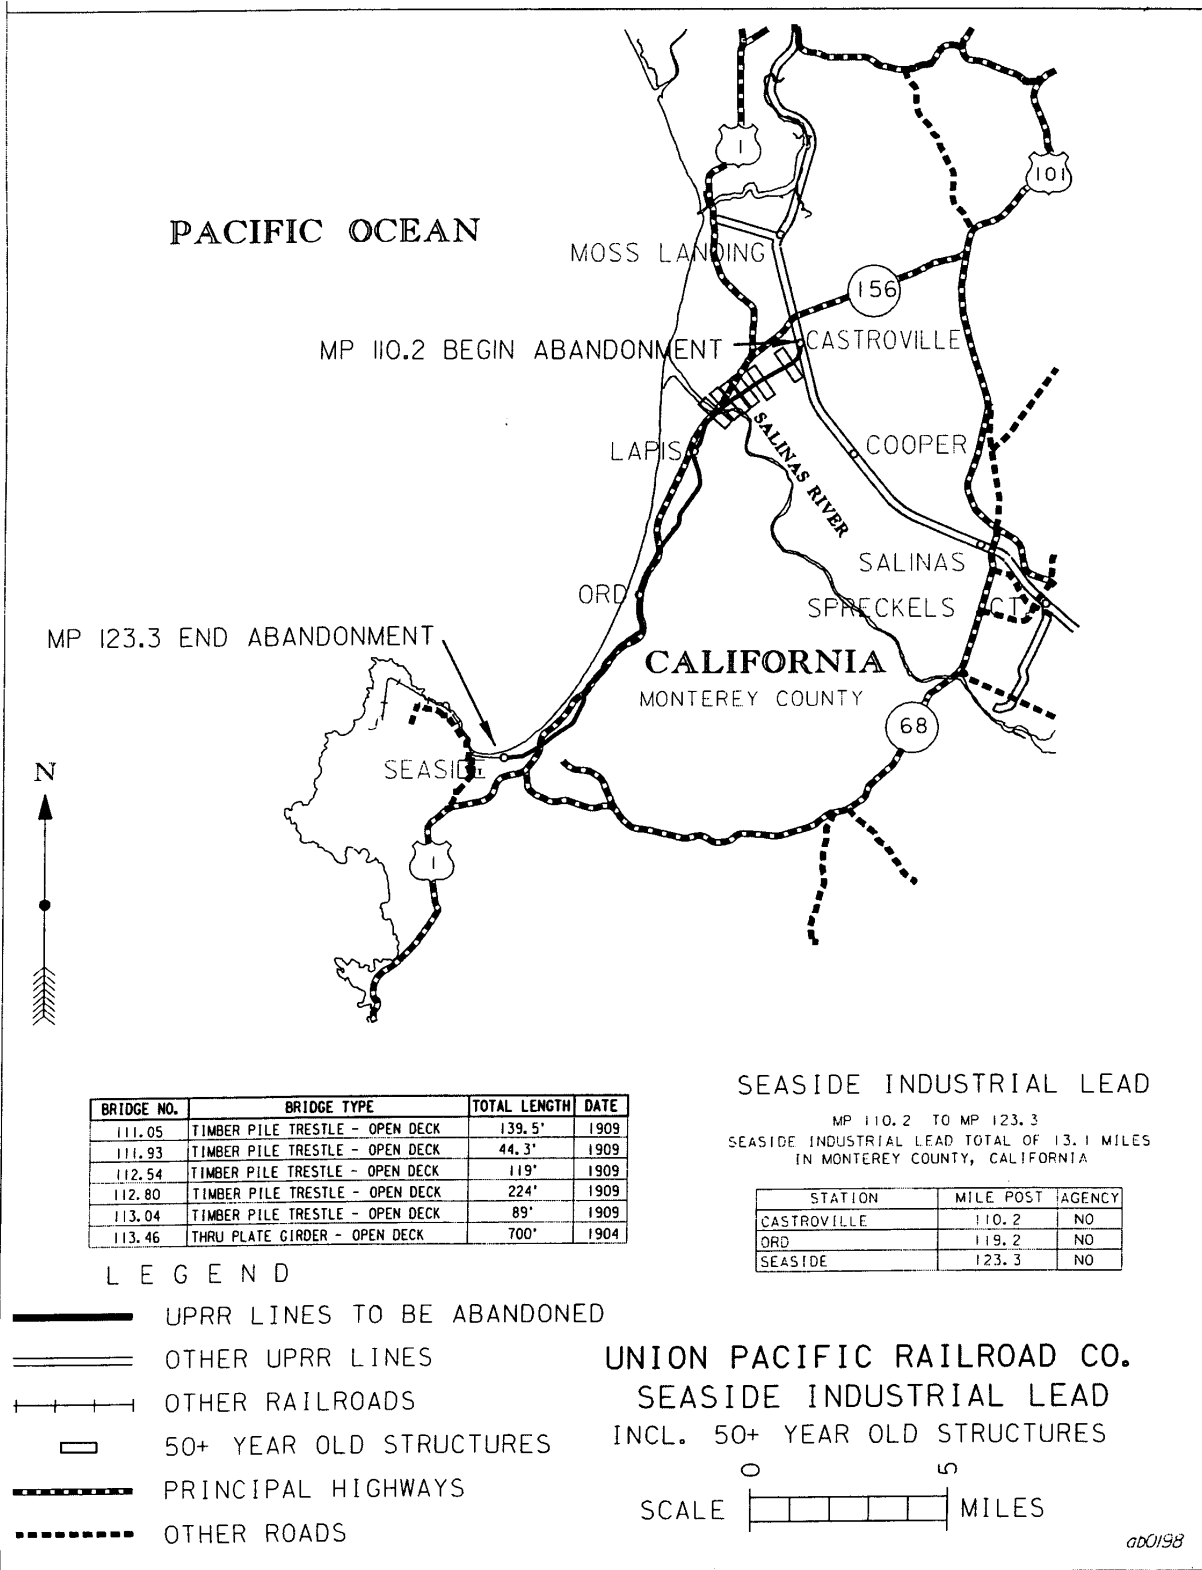 1
101
PACIFIC OCEAN
MOSS LANDING
156
MP 110.2 BEGIN ABANDONMENT
CASTROVILLE
SALINAS RIVER
LAPIS
COOPER
SALINAS
ORD
SPRECKELS CT.
MP 123.3 END ABANDONMENT
CALIFORNIA
MONTEREY COUNTY
68
SEASIDE
N
1
SEASIDE INDUSTRIAL LEAD
MP 110.2 TO MP 123.3
SEASIDE INDUSTRIAL LEAD TOTAL OF 13.1 MILES
IN MONTEREY COUNTY, CALIFORNIA
BRIDGE NO. BRIDGE TYPE TOTAL LENGTH DATE
111.05 TIMBER PILE TRESTLE - OPEN DECK 139.5' 1909
111.93 TIMBER PILE TRESTLE - OPEN DECK 44.3' 1909
112.54 TIMBER PILE TRESTLE - OPEN DECK 119' 1909
112.80 TIMBER PILE TRESTLE - OPEN DECK 224' 1909
113.04 TIMBER PILE TRESTLE - OPEN DECK 89' 1909
113.46 THRU PLATE GIRDER - OPEN DECK 700' 1904
STATION MILE POST AGENCY
CASTROVILLE 110.2 NO
ORD 119.2 NO
SEASIDE 123.3 NO
LEGEND
UPRR LINES TO BE ABANDONED
OTHER UPRR LINES
OTHER RAILROADS
50+ YEAR OLD STRUCTURES
PRINCIPAL HIGHWAYS
OTHER ROADS
UNION PACIFIC RAILROAD CO.
SEASIDE INDUSTRIAL LEAD
INCL. 50+ YEAR OLD STRUCTURES
0 5
SCALE MILES
ab0198